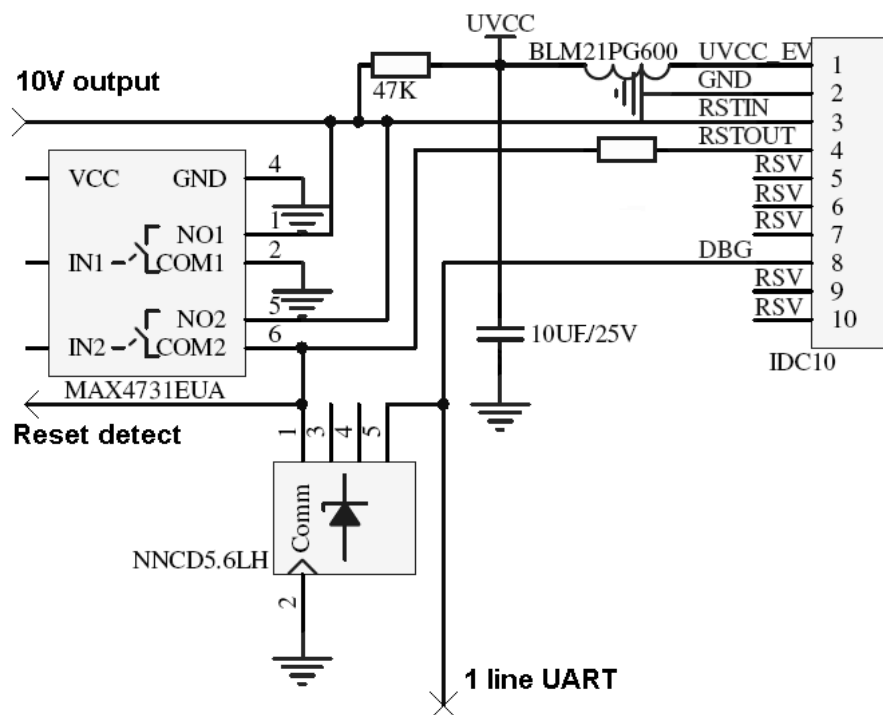 UVCC
BLM21PG600
UVCC_EV
1
10V output
47K
GND
2
RSTIN
3
RSTOUT
4
VCC
GND
4
RSV
5
RSV
6
NO1
1
RSV
7
IN1
COM1
2
DBG
8
RSV
9
NO2
5
RSV
10
IN2
COM2
6
10UF/25V
IDC10
MAX4731EUA
Reset detect
1
3
4
5
Comm
NNCD5.6LH
2
1 line UART